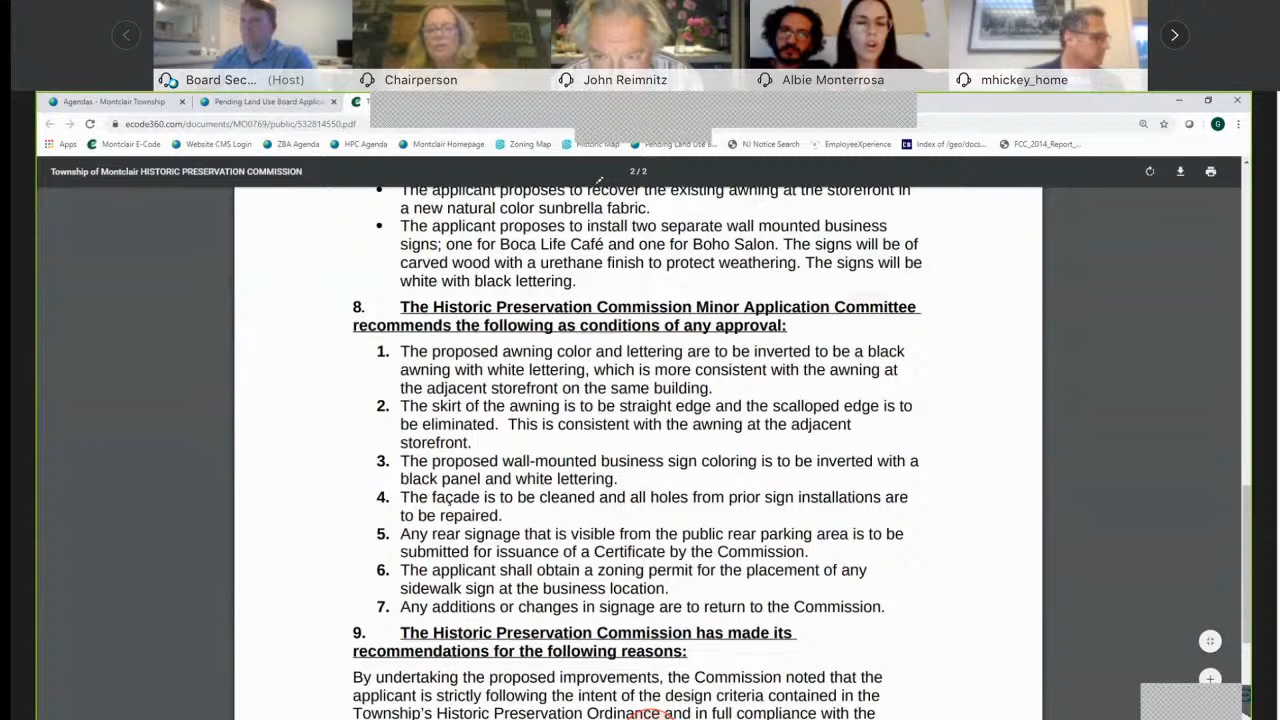 Board Sec... (Host)
Chairperson
John Reimnitz
Albie Monterrosa
mhickey_home
Agendas - Montclair Township
Pending Land Use Board Applica
ecode360.com/documents/MO0769/public/532814550.pdf
G
Apps Montclair E-Code Website CMS Login ZBA Agenda HPC Agenda Montclair Homepage Zoning Map Historic Map Pending Land Use B... NJ Notice Search EmployeeXperience Index of /geo/docs... FCC_2014_Report_...
Township of Montclair HISTORIC PRESERVATION COMMISSION 2 / 2
• The applicant proposes to recover the existing awning at the storefront in
a new natural color sunbrella fabric.
• The applicant proposes to install two separate wall mounted business
signs; one for Boca Life Café and one for Boho Salon. The signs will be of
carved wood with a urethane finish to protect weathering. The signs will be
white with black lettering.
8. The Historic Preservation Commission Minor Application Committee
recommends the following as conditions of any approval:
1. The proposed awning color and lettering are to be inverted to be a black
awning with white lettering, which is more consistent with the awning at
the adjacent storefront on the same building.
2. The skirt of the awning is to be straight edge and the scalloped edge is to
be eliminated. This is consistent with the awning at the adjacent
storefront.
3. The proposed wall-mounted business sign coloring is to be inverted with a
black panel and white lettering.
4. The façade is to be cleaned and all holes from prior sign installations are
to be repaired.
5. Any rear signage that is visible from the public rear parking area is to be
submitted for issuance of a Certificate by the Commission.
6. The applicant shall obtain a zoning permit for the placement of any
sidewalk sign at the business location.
7. Any additions or changes in signage are to return to the Commission.
9. The Historic Preservation Commission has made its
recommendations for the following reasons:
By undertaking the proposed improvements, the Commission noted that the
applicant is strictly following the intent of the design criteria contained in the
Township's Historic Preservation Ordinance and in full compliance with the